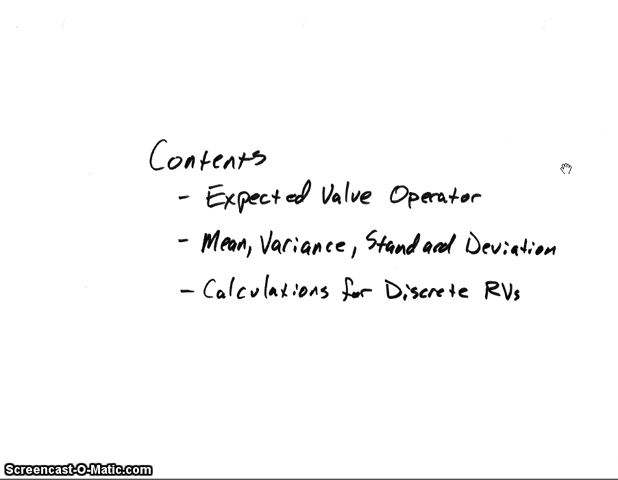 Contents
- Expected Value Operator
- Mean, Variance, Standard Deviation
- Calculations for Discrete RVs
Screencast-O-Matic.com